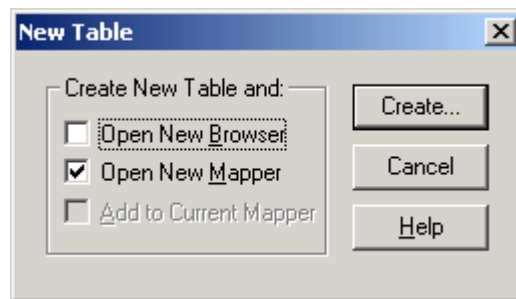 New Table
Create New Table and:
Open New Browser
Open New Mapper
Add to Current Mapper
Create...
Cancel
Help